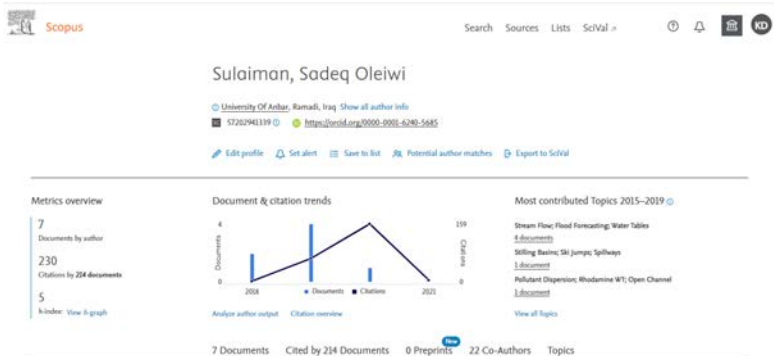 Scopus
Search Sources Lists SciVal
KD
Sulaiman, Sadeq Oleiwi
University Of Anbar, Ramadi, Iraq Show all author info
57202941339 https://orcid.org/0000-0001-6240-5685
Edit profile Set alert Save to list Potential author matches Export to SciVal
Metrics overview
7
Documents by author
230
Citations by 214 documents
5
h-index: View h-graph
Document & citation trends
4
159
Documents
Citations
0
0
2018
Documents Citations
2021
Analyze author output Citation overview
Most contributed Topics 2015–2019
Stream Flow; Flood Forecasting; Water Tables
4 documents
Stilling Basins; Ski Jumps; Spillways
1 document
Pollutant Dispersion; Rhodamine WT; Open Channel
1 document
View all Topics
New
7 Documents Cited by 214 Documents 0 Preprints 22 Co-Authors Topics